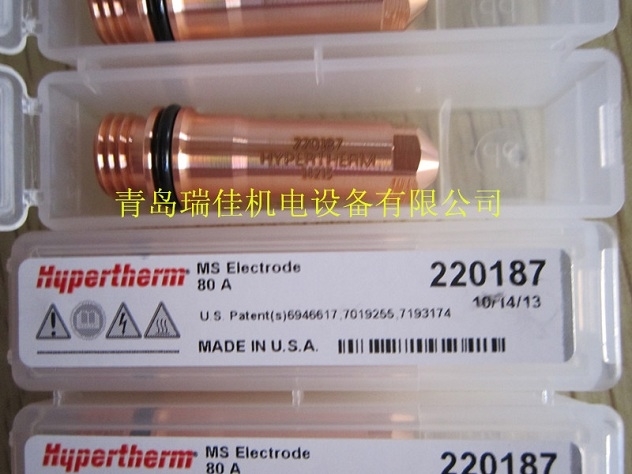 220187
HYPERTHERM
34215
青岛瑞佳机电设备有限公司
Hypertherm
MS Electrode
80 A
220187
10/14/13
U.S. Patent(s)6946617,7019255,7193174
MADE IN U.S.A.
Hypertherm
MS Electrode
80 A
220187